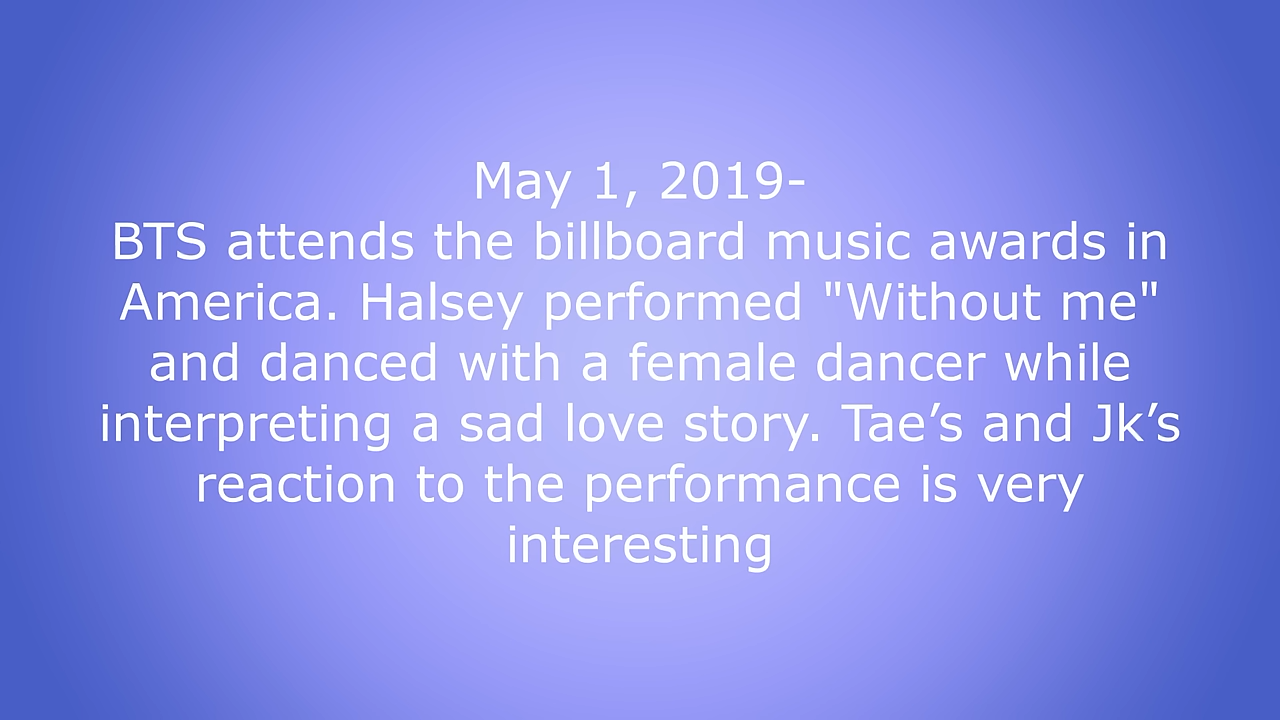 May 1, 2019-
BTS attends the billboard music awards in
America. Halsey performed "Without me"
and danced with a female dancer while
interpreting a sad love story. Tae’s and Jk’s
reaction to the performance is very
interesting